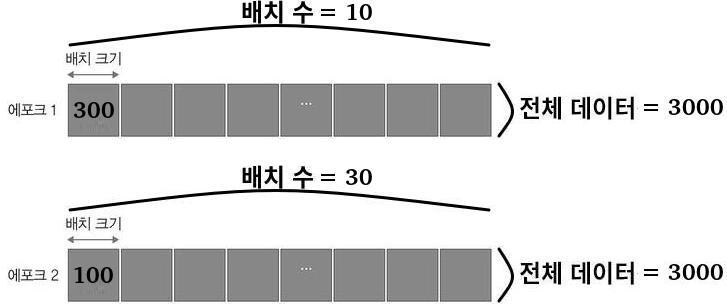 배치 수 = 10
배치 크기
에포크 1 300 ... 전체 데이터 = 3000
배치 수 = 30
배치 크기
에포크 2 100 ... 전체 데이터 = 3000